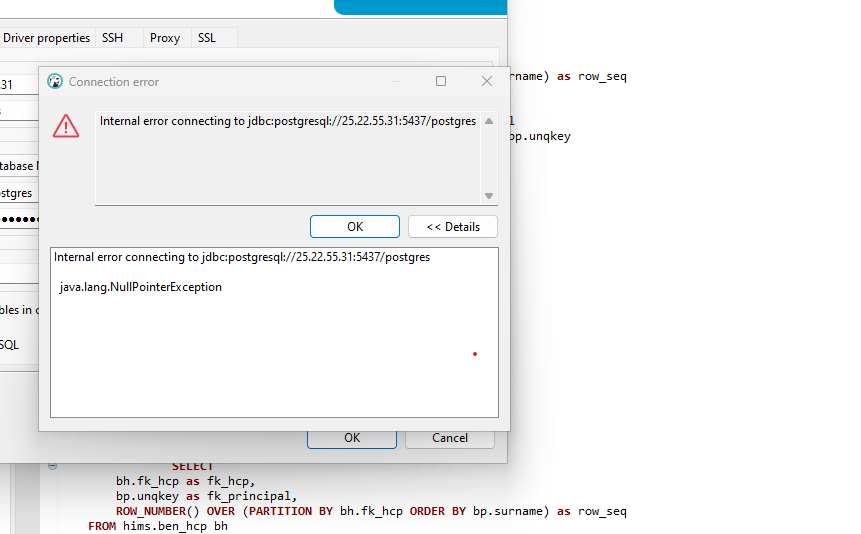 Driver properties SSH Proxy SSL
.31
Connection error
rname) as row_seq
Internal error connecting to jdbc:postgresql://25.22.55.31:5437/postgres
bp.unqkey
tabase
stgres
OK << Details
Internal error connecting to jdbc:postgresql://25.22.55.31:5437/postgres
java.lang.NullPointerException
bles in
SQL
OK Cancel
SELECT
bh.fk_hcp as fk_hcp,
bp.unqkey as fk_principal,
ROW_NUMBER() OVER (PARTITION BY bh.fk_hcp ORDER BY bp.surname) as row_seq
FROM hims.ben_hcp bh